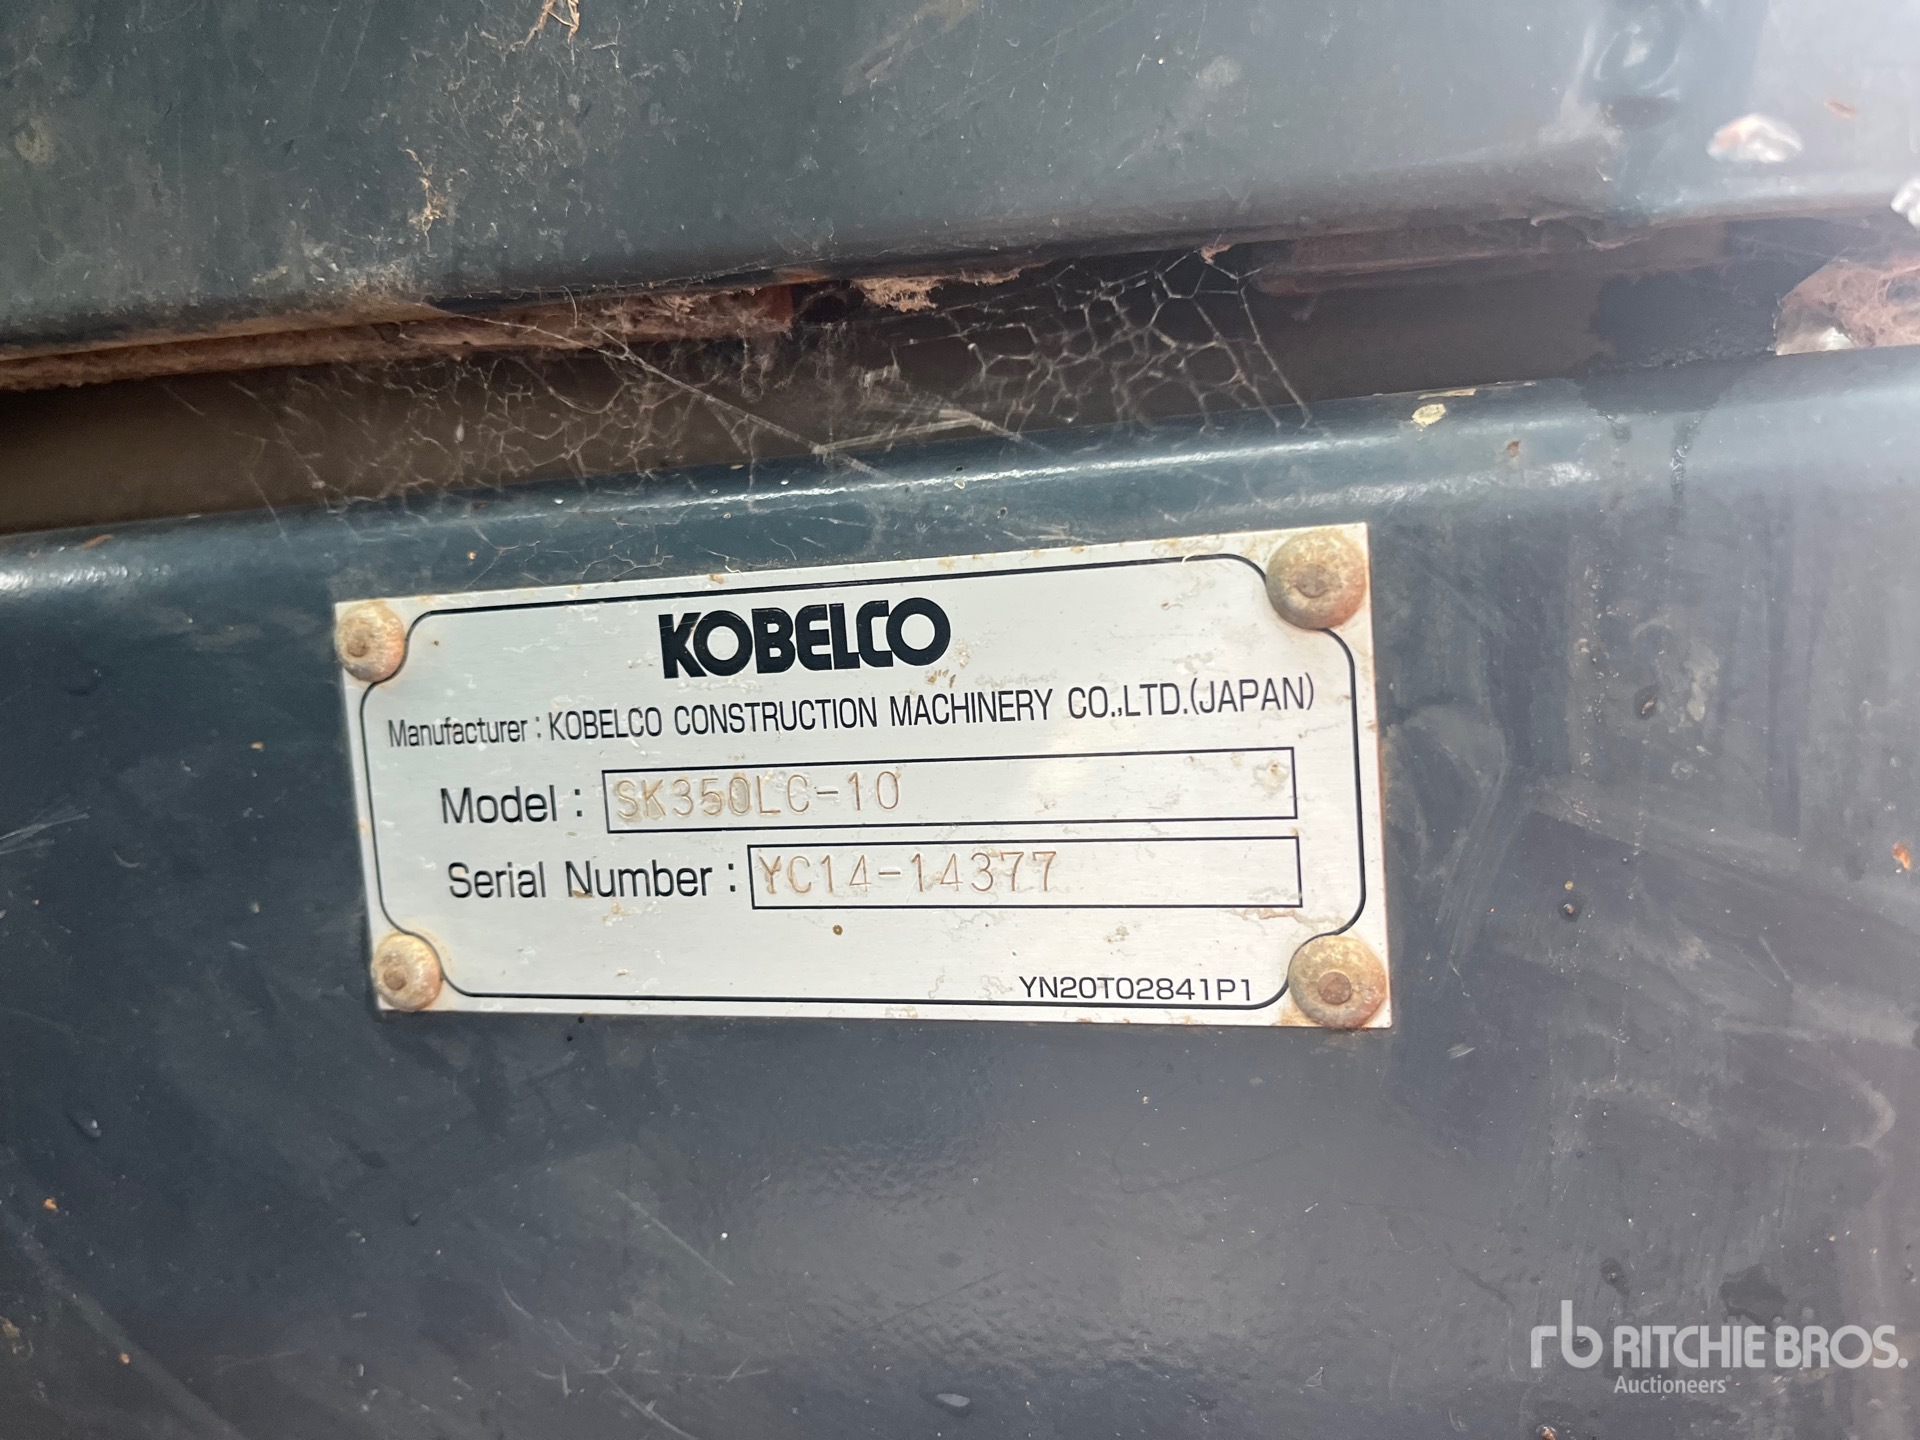 KOBELCO
Manufacturer : KOBELCO CONSTRUCTION MACHINERY CO.,LTD.(JAPAN)
Model : SK350LC-10
Serial Number : YC14-14377
YN20T02841P1
rb RITCHIE BROS.
Auctioneers